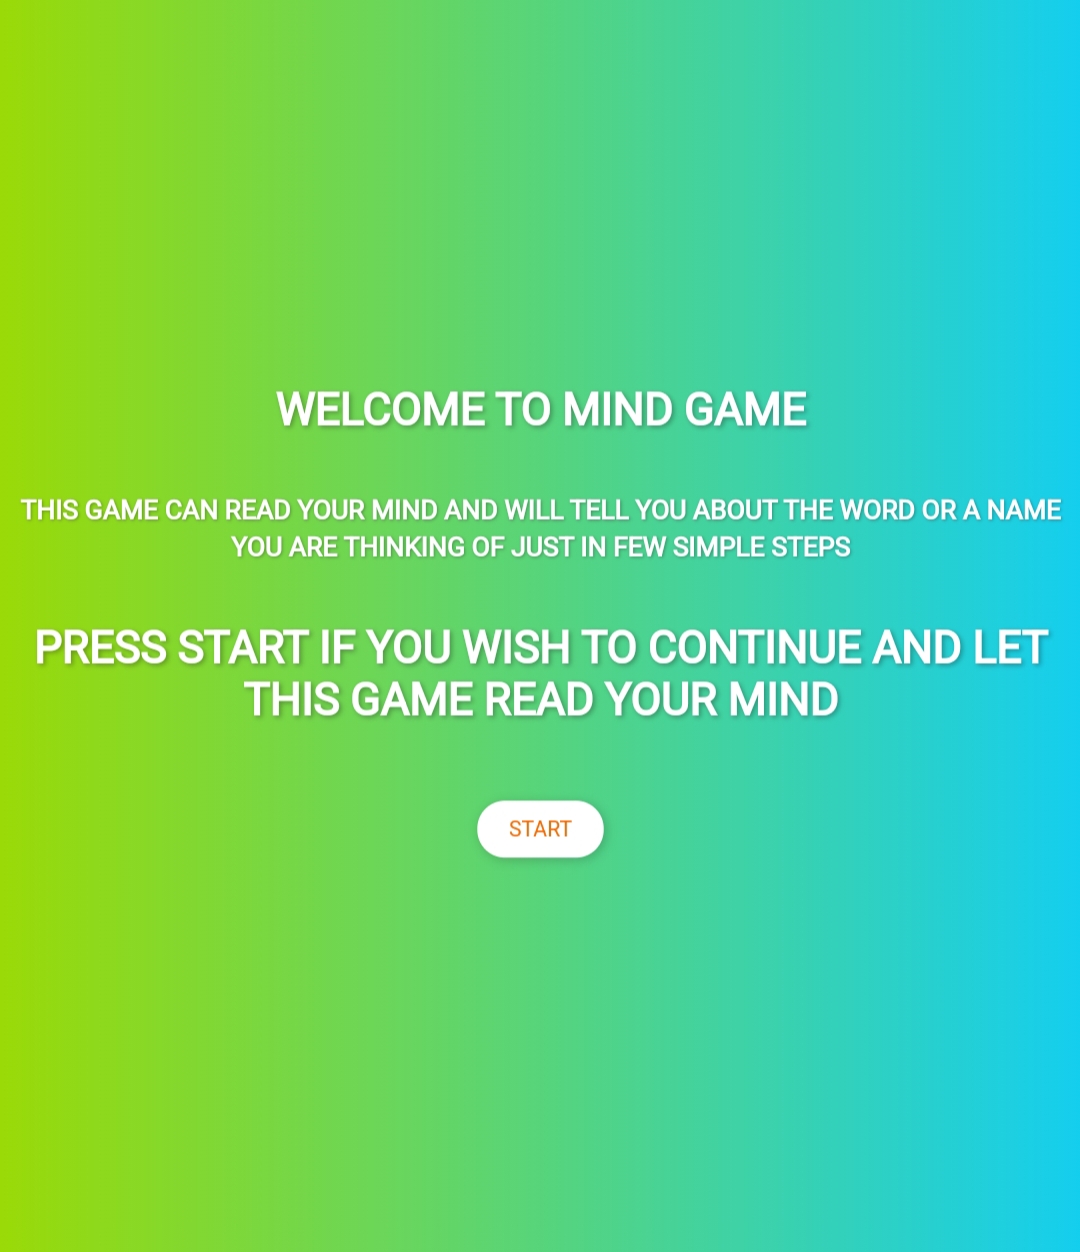 WELCOME TO MIND GAME
THIS GAME CAN READ YOUR MIND AND WILL TELL YOU ABOUT THE WORD OR A NAME
YOU ARE THINKING OF JUST IN FEW SIMPLE STEPS
PRESS START IF YOU WISH TO CONTINUE AND LET
THIS GAME READ YOUR MIND
START